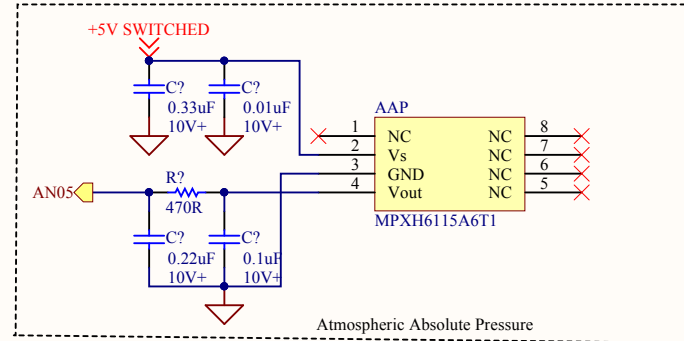 +5V SWITCHED
C?
0.33uF
10V+
C?
0.01uF
10V+
AAP
1 NC NC 8
2 Vs NC 7
3 GND NC 6
4 Vout NC 5
MPXH6115A6T1
AN05
R?
470R
C?
0.22uF
10V+
C?
0.1uF
10V+
Atmospheric Absolute Pressure